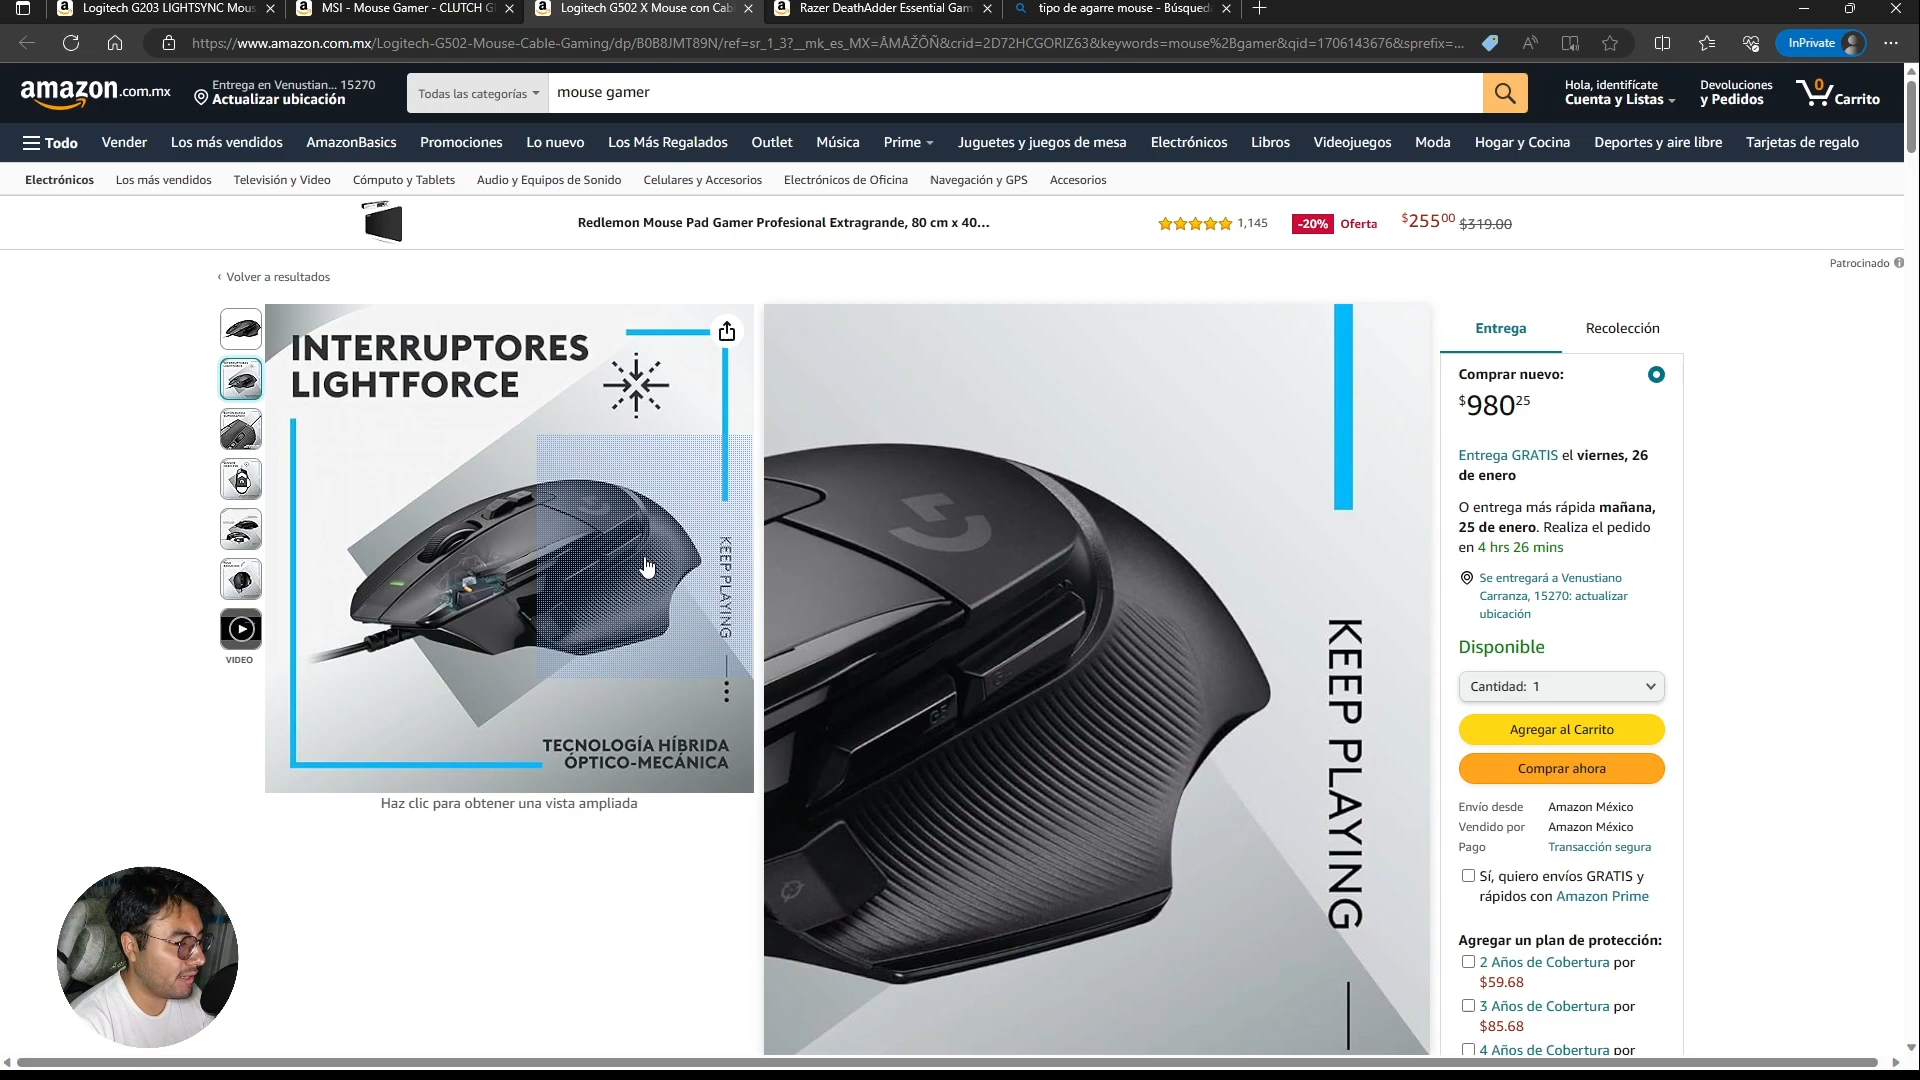 Logitech G203 LIGHTSYNC Mous
MSI - Mouse Gamer - CLUTCH G
Logitech G502 X Mouse con Cab
Razer DeathAdder Essential Gam
tipo de agarre mouse - Búsqued
https://www.amazon.com.mx/Logitech-G502-Mouse-Cable-Gaming/dp/B0B8JMT89N/ref=sr_1_3?__mk_es_MX=ÅMÅŽÕÑ&crid=2D72HCGORIZ63&keywords=mouse%2Bgamer&qid=1706143676&sprefix=...
InPrivate
amazon.com.mx
Entrega en Venustian... 15270
Actualizar ubicación
Todas las categorías
mouse gamer
Hola, identifícate
Cuenta y Listas
Devoluciones
y Pedidos
0
Carrito
Todo
Vender
Los más vendidos
AmazonBasics
Promociones
Lo nuevo
Los Más Regalados
Outlet
Música
Prime
Juguetes y juegos de mesa
Electrónicos
Libros
Videojuegos
Moda
Hogar y Cocina
Deportes y aire libre
Tarjetas de regalo
Electrónicos
Los más vendidos
Televisión y Video
Cómputo y Tablets
Audio y Equipos de Sonido
Celulares y Accesorios
Electrónicos de Oficina
Navegación y GPS
Accesorios
Redlemon Mouse Pad Gamer Profesional Extragrande, 80 cm x 40...
1,145
-20%
Oferta
$255.00
$319.00
Patrocinado
‹ Volver a resultados
VIDEO
INTERRUPTORES
LIGHTFORCE
KEEP PLAYING
TECNOLOGÍA HÍBRIDA
ÓPTICO-MECÁNICA
Haz clic para obtener una vista ampliada
KEEP PLAYING
Entrega
Recolección
Comprar nuevo:
$980.25
Entrega GRATIS el viernes, 26
de enero
O entrega más rápida mañana,
25 de enero. Realiza el pedido
en 4 hrs 26 mins
Se entregará a Venustiano
Carranza, 15270: actualizar
ubicación
Disponible
Cantidad: 1
Agregar al Carrito
Comprar ahora
Envío desde Amazon México
Vendido por Amazon México
Pago Transacción segura
Sí, quiero envíos GRATIS y
rápidos con Amazon Prime
Agregar un plan de protección:
2 Años de Cobertura por
$59.68
3 Años de Cobertura por
$85.68
4 Años de Cobertura por